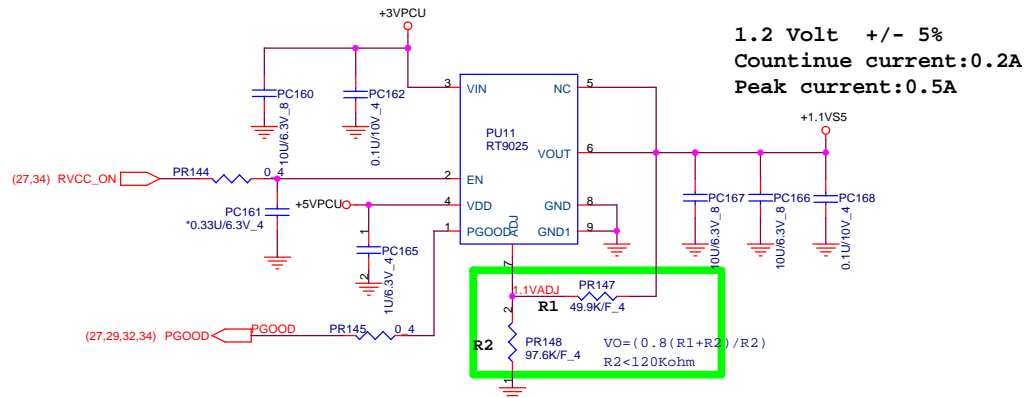 +3VPCU
1.2 Volt +/- 5%
Countinue current:0.2A
Peak current:0.5A
PC160
10U/6.3V_8
PC162
0.1U/10V_4
3 VIN
NC 5
PU11
RT9025
+1.1VS5
VOUT 6
(27,34) RVCC_ON
PR144
0_4
2 EN
PC161
*0.33U/6.3V_4
+5VPCU
4 VDD
GND 8
1 PGOOD
ADJ
GND1 9
1
PC165
2
1U/6.3V_4
PC167
10U/6.3V_8
PC166
10U/6.3V_8
PC168
0.1U/10V_4
7
1.1VADJ
R1
PR147
49.9K/F_4
(27,29,32,34) PGOOD
PGOOD
PR145
0_4
R2
2
PR148
97.6K/F_4
1
VO=(0.8(R1+R2)/R2)
R2<120Kohm